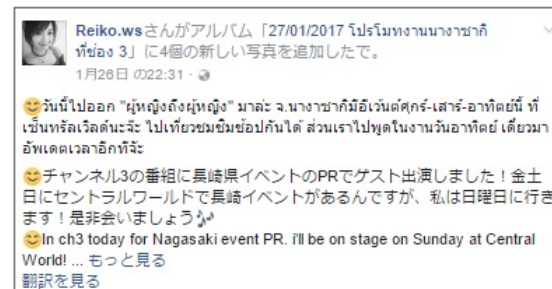 Reiko.wsさんがアルバム「27/01/2017 โปรโมทงานนางาซากิ
ที่ช่อง 3」に4個の新しい写真を追加したで。
1月26日 の22:31 ·
😊วันนี้ไปออก "ผู้หญิงถึงผู้หญิง" มาล่ะ จ.นางาซากิมีอีเว้นต์ศุกร์-เสาร์-อาทิตย์นี้ ที่
เซ็นทรัลเวิลด์นะจ๊ะ ไปเที่ยวชมชิมช้อปกันได้ ส่วนเราไปพูดในงานวันอาทิตย์ เดี๋ยวมา
อัพเดตเวลาอีกทีจ้ะ
😊チャンネル3の番組に長崎県イベントのPRでゲスト出演しました！金土
日にセントラルワールドで長崎イベントがあるんですが、私は日曜日に行き
ます！是非会いましょう🎶
😊In ch3 today for Nagasaki event PR. i'll be on stage on Sunday at Central
World! ... もっと見る
翻訳を見る